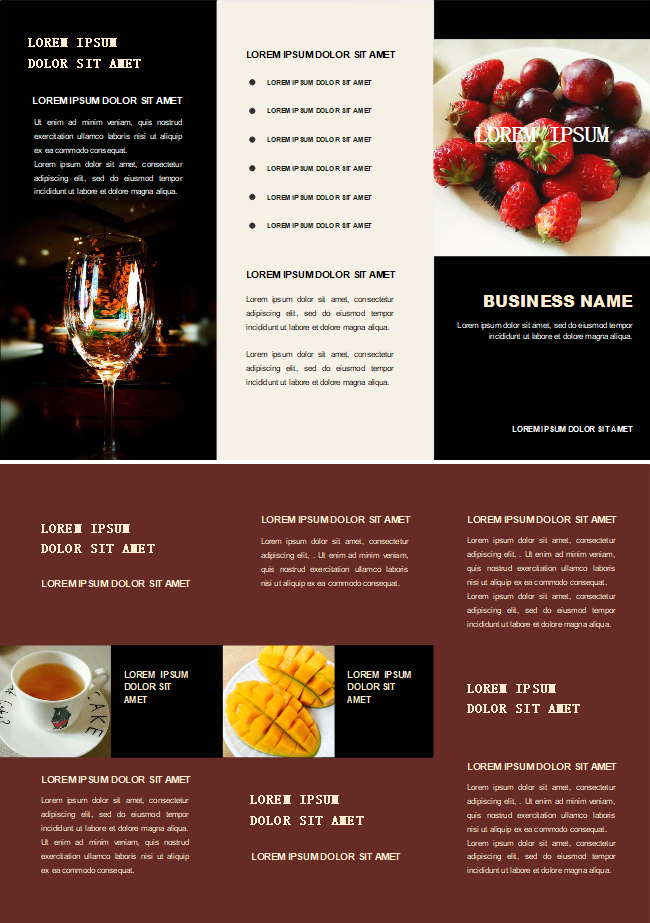 LOREM IPSUM
DOLOR SIT AMET
LOREM IPSUM DOLOR SIT AMET
Ut enim ad minim veniam, quis nostrud
exercitation ullamco laboris nisi ut aliquip
ex ea commodo consequat.
Lorem ipsum dolor sit amet, consectetur
adipiscing elit, sed do eiusmod tempor
incididunt ut labore et dolore magna aliqua.
LOREM IPSUM DOLOR SIT AMET
LOREM IPSUM DOLOR SIT AMET
LOREM IPSUM DOLOR SIT AMET
LOREM IPSUM DOLOR SIT AMET
LOREM IPSUM DOLOR SIT AMET
LOREM IPSUM DOLOR SIT AMET
LOREM IPSUM DOLOR SIT AMET
LOREM IPSUM DOLOR SIT AMET
Lorem ipsum dolor sit amet, consectetur
adipiscing elit, sed do eiusmod tempor
incididunt ut labore et dolore magna aliqua.
Lorem ipsum dolor sit amet, consectetur
adipiscing elit, sed do eiusmod tempor
incididunt ut labore et dolore magna aliqua.
LOREM IPSUM
BUSINESS NAME
Lorem ipsum dolor sit amet, sed do eiusmod tempor
incididunt ut labore et dolore magna aliqua.
LOREM IPSUM DOLOR SIT AMET
LOREM IPSUM
DOLOR SIT AMET
LOREM IPSUM DOLOR SIT AMET
LOREM IPSUM DOLOR SIT AMET
Lorem ipsum dolor sit amet, consectetur
adipiscing elit, . Ut enim ad minim veniam,
quis nostrud exercitation ullamco laboris
nisi ut aliquip ex ea commodo consequat.
CAKE
LOREM IPSUM
DOLOR SIT
AMET
LOREM IPSUM
DOLOR SIT
AMET
LOREM IPSUM DOLOR SIT AMET
Lorem ipsum dolor sit amet, consectetur
adipiscing elit, sed do eiusmod tempor
incididunt ut labore et dolore magna aliqua.
Ut enim ad minim veniam, quis nostrud
exercitation ullamco laboris nisi ut aliquip
ex ea commodo consequat.
LOREM IPSUM
DOLOR SIT AMET
LOREM IPSUM DOLOR SIT AMET
LOREM IPSUM DOLOR SIT AMET
Lorem ipsum dolor sit amet, consectetur
adipiscing elit, . Ut enim ad minim veniam,
quis nostrud exercitation ullamco laboris
nisi ut aliquip ex ea commodo consequat.
Lorem ipsum dolor sit amet, consectetur
adipiscing elit, sed do eiusmod tempor
incididunt ut labore et dolore magna aliqua.
LOREM IPSUM
DOLOR SIT AMET
LOREM IPSUM DOLOR SIT AMET
Lorem ipsum dolor sit amet, consectetur
adipiscing elit, . Ut enim ad minim veniam,
quis nostrud exercitation ullamco laboris
nisi ut aliquip ex ea commodo consequat.
Lorem ipsum dolor sit amet, consectetur
adipiscing elit, sed do eiusmod tempor
incididunt ut labore et dolore magna aliqua.